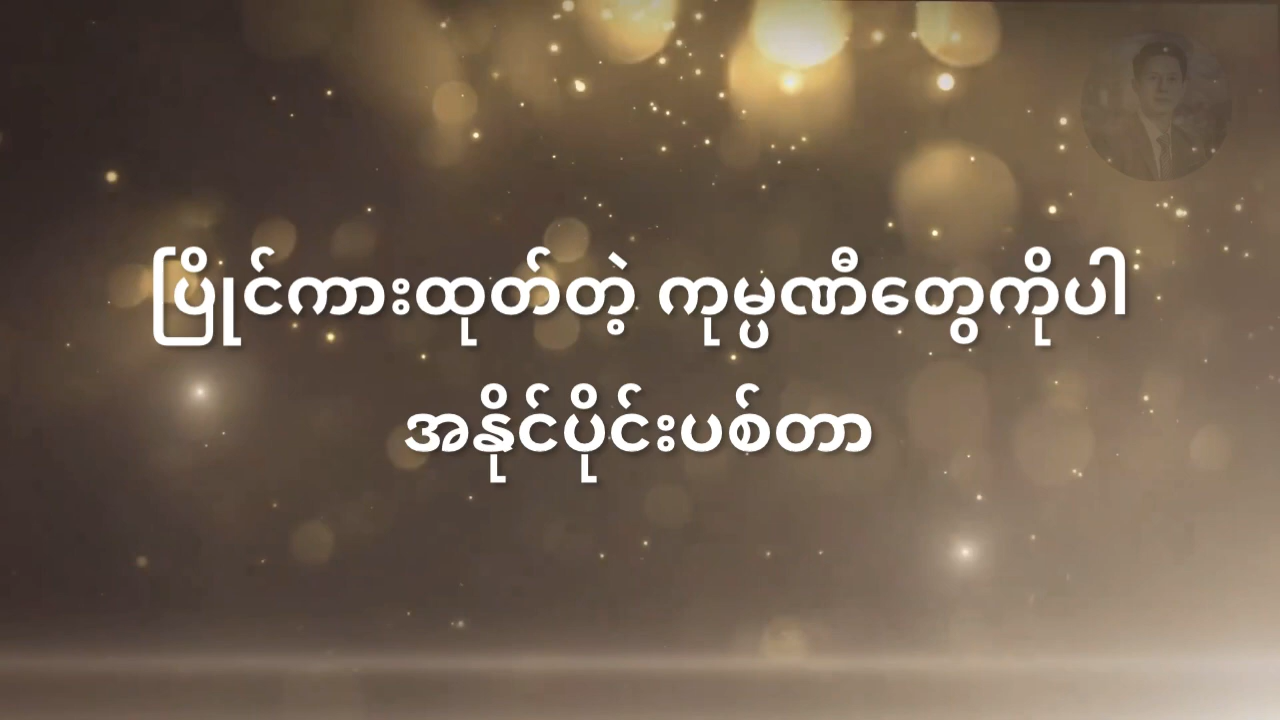 ပြိုင်ကားထုတ်တဲ့ ကုမ္ပဏီတွေကိုပါ
အနိုင်ပိုင်းပစ်တာ